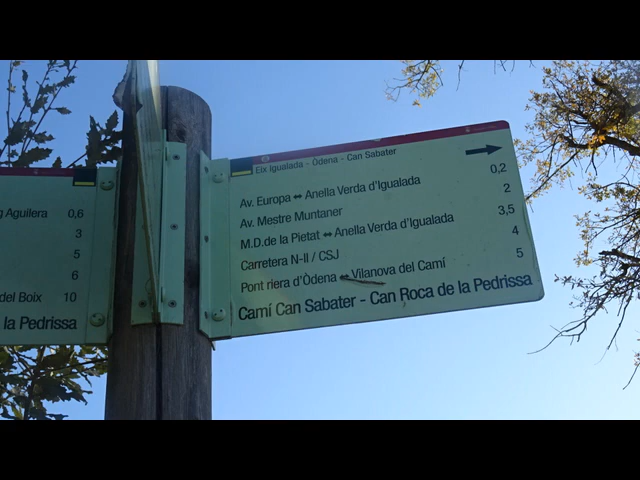 g Aguilera 0,6
3
5
6
del Boix 10
la Pedrissa
Eix Igualada - Òdena - Can Sabater
Av. Europa ↔ Anella Verda d'Igualada 0,2
Av. Mestre Muntaner 2
M.D.de la Pietat ↔ Anella Verda d'Igualada 3,5
Carretera N-II / CSJ 4
Pont riera d'Òdena ↔ Vilanova del Camí 5
Camí Can Sabater - Can Roca de la Pedrissa